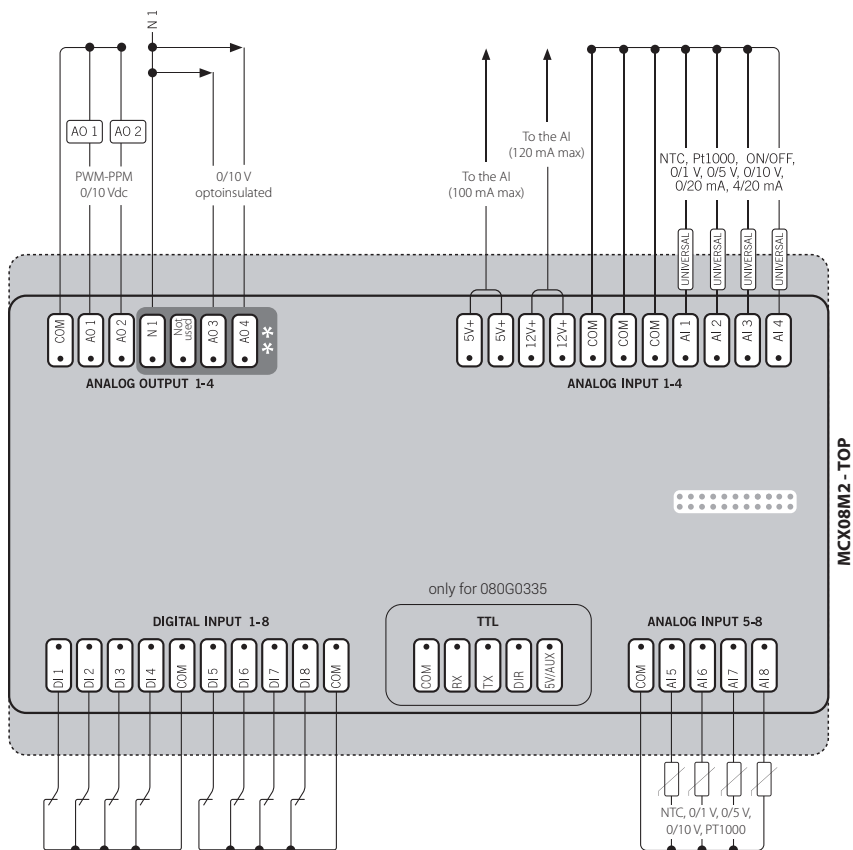 N 1
AO 1
AO 2
PWM-PPM
0/10 Vdc
0/10 V
optoinsulated
To the AI
(100 mA max)
To the AI
(120 mA max)
NTC, Pt1000, ON/OFF,
0/1 V, 0/5 V, 0/10 V,
0/20 mA, 4/20 mA
UNIVERSAL
UNIVERSAL
UNIVERSAL
UNIVERSAL
COM
AO 1
AO 2
N 1
Not
used
AO 3
AO 4
**
5V+
5V+
12V+
12V+
COM
COM
COM
AI 1
AI 2
AI 3
AI 4
ANALOG OUTPUT 1-4
ANALOG INPUT 1-4
MCX08M2 - TOP
only for 080G0335
DIGITAL INPUT 1-8
TTL
ANALOG INPUT 5-8
DI 1
DI 2
DI 3
DI 4
COM
DI 5
DI 6
DI 7
DI 8
COM
COM
RX
TX
DIR
5V/AUX
COM
AI 5
AI 6
AI 7
AI 8
NTC, 0/1 V, 0/5 V,
0/10 V, PT1000